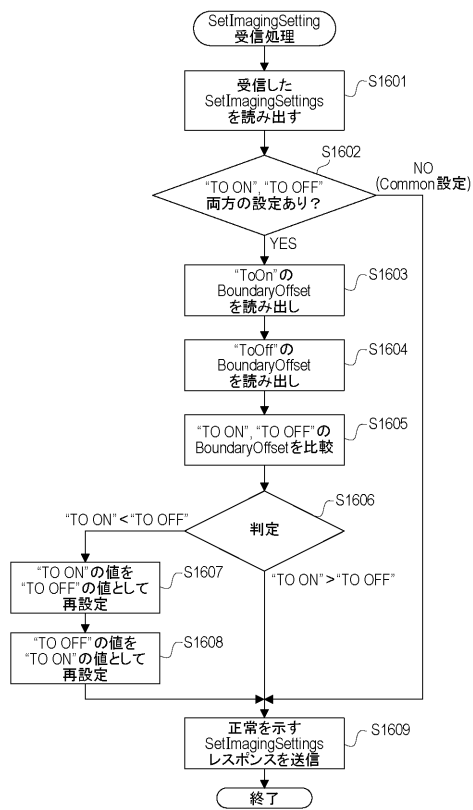 SetImagingSetting
受信処理
受信した
SetImagingSettings
を読み出す
S1601
S1602
“TO ON”, “TO OFF”
両方の設定あり？
NO
(Common設定)
YES
“ToOn”の
BoundaryOffset
を読み出し
S1603
“ToOff”の
BoundaryOffset
を読み出し
S1604
“TO ON”, “TO OFF”の
BoundaryOffsetを比較
S1605
S1606
判定
“TO ON”<“TO OFF”
“TO ON”>“TO OFF”
“TO ON”の値を
“TO OFF”の値として
再設定
S1607
“TO OFF”の値を
“TO ON”の値として
再設定
S1608
正常を示す
SetImagingSettings
レスポンスを送信
S1609
終了